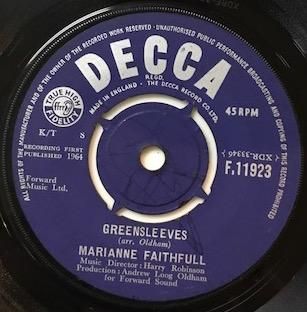 ALL RIGHTS OF THE MANUFACTURER AND OF THE OWNER OF THE RECORDED WORK RESERVED · UNAUTHORISED PUBLIC PERFORMANCE BROADCASTING AND COPYING OF THIS RECORD PROHIBITED
DECCA
REGD.
MADE IN ENGLAND · THE DECCA RECORD CO. LTD.
TRUE HIGH
ffrr
FIDELITY
45 RPM
K/T S
(XDR·33346)
RECORDING FIRST
PUBLISHED 1964
F.11923
Forward
Music Ltd.
GREENSLEEVES
(arr. Oldham)
MARIANNE FAITHFULL
Music Director: Harry Robinson
Production: Andrew Loog Oldham
for Forward Sound